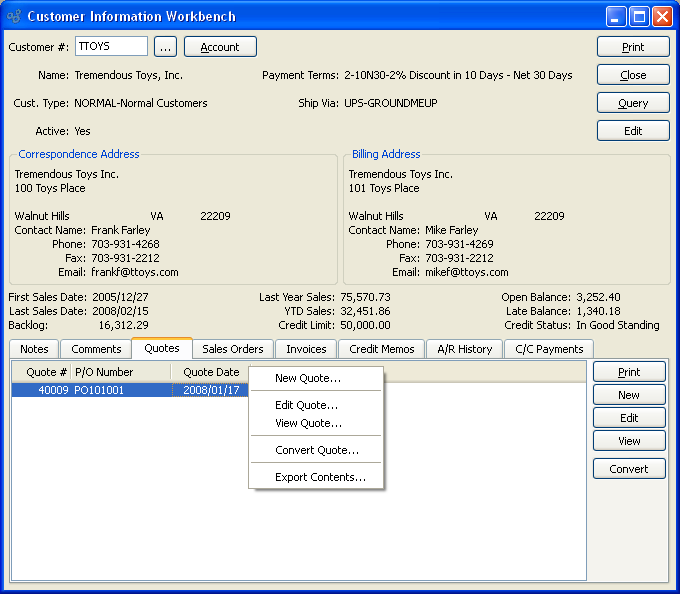 Customer Information Workbench
Customer #: TTOYS ... Account Print
Name: Tremendous Toys, Inc. Payment Terms: 2-10N30-2% Discount in 10 Days - Net 30 Days Close
Cust. Type: NORMAL-Normal Customers Ship Via: UPS-GROUNDMEUP Query
Active: Yes Edit
Correspondence Address
Tremendous Toys Inc.
100 Toys Place
Walnut Hills VA 22209
Contact Name: Frank Farley
Phone: 703-931-4268
Fax: 703-931-2212
Email: frankf@ttoys.com
Billing Address
Tremendous Toys Inc.
101 Toys Place
Walnut Hills VA 22209
Contact Name: Mike Farley
Phone: 703-931-4269
Fax: 703-931-2212
Email: mikef@ttoys.com
First Sales Date: 2005/12/27 Last Year Sales: 75,570.73 Open Balance: 3,252.40
Last Sales Date: 2008/02/15 YTD Sales: 32,451.86 Late Balance: 1,340.18
Backlog: 16,312.29 Credit Limit: 50,000.00 Credit Status: In Good Standing
Notes Comments Quotes Sales Orders Invoices Credit Memos A/R History C/C Payments
Quote # P/O Number Quote Date
40009 PO101001 2008/01/17
New Quote...
Edit Quote...
View Quote...
Convert Quote...
Export Contents...
Print
New
Edit
View
Convert